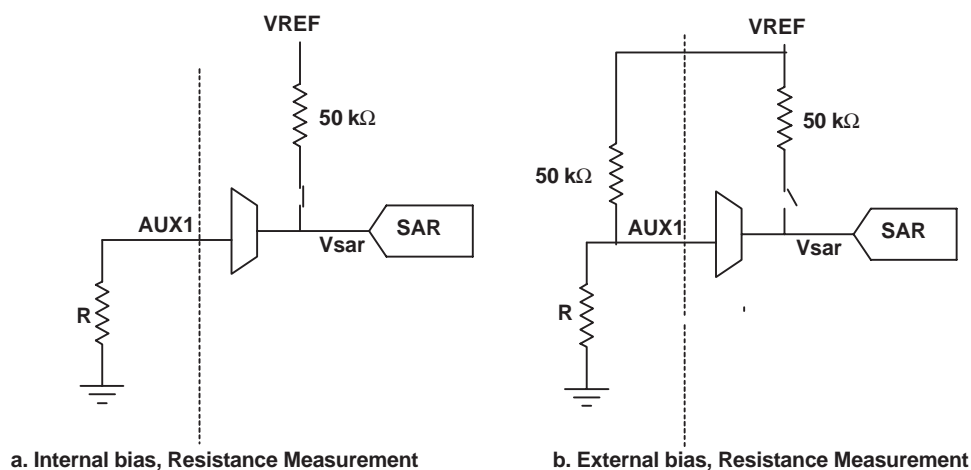 VREF
50 kΩ
AUX1
Vsar
SAR
R
a. Internal bias, Resistance Measurement
VREF
50 kΩ
50 kΩ
AUX1
Vsar
SAR
R
b. External bias, Resistance Measurement